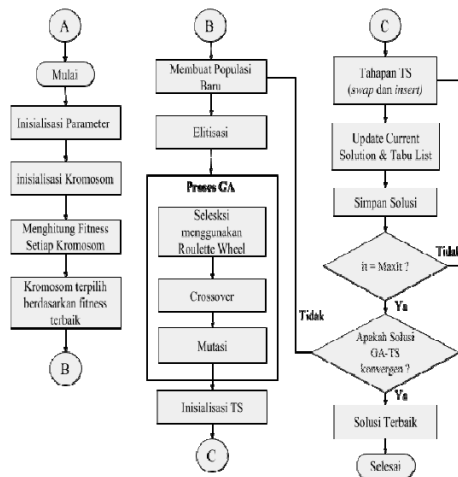 A
Mulai
Inisialisasi Parameter
inisialisasi Kromosom
Menghitung Fitness
Setiap Kromosom
Kromosom terpilih
berdasarkan fitness
terbaik
B
B
Membuat Populasi
Baru
Elitisasi
Proses GA
Selesksi
menggunakan
Roulette Wheel
Crossover
Mutasi
Inisialisasi TS
C
C
Tahapan TS
(swap dan insert)
Update Current
Solution & Tabu List
Simpan Solusi
it = Maxit ?
Tidak
Ya
Tidak
Apakah Solusi
GA-TS
konvergen ?
Ya
Solusi Terbaik
Selesai